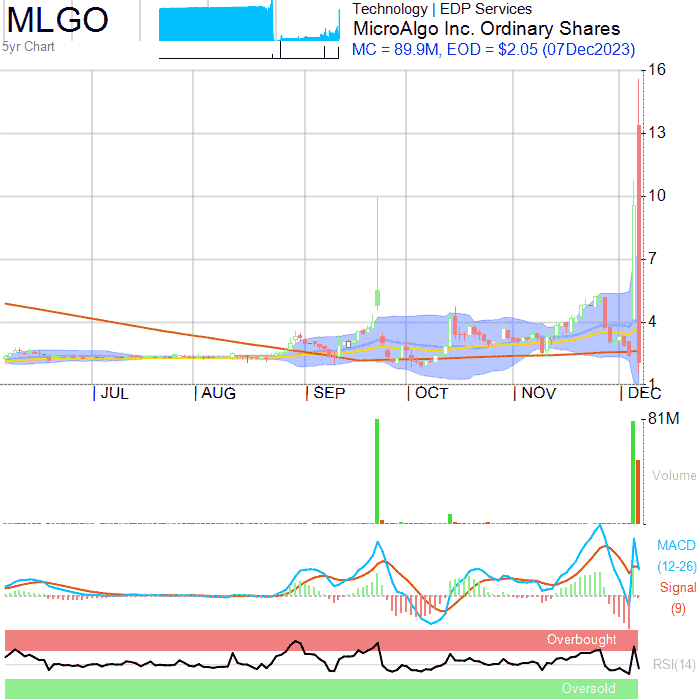 MLGO
5yr Chart
Technology | EDP Services
MicroAlgo Inc. Ordinary Shares
MC = 89.9M, EOD = $2.05 (07Dec2023)
16
13
10
7
4
1
JUL
AUG
SEP
OCT
NOV
DEC
81M
Volume
MACD
(12-26)
Signal
(9)
Overbought
RSI(14)
Oversold